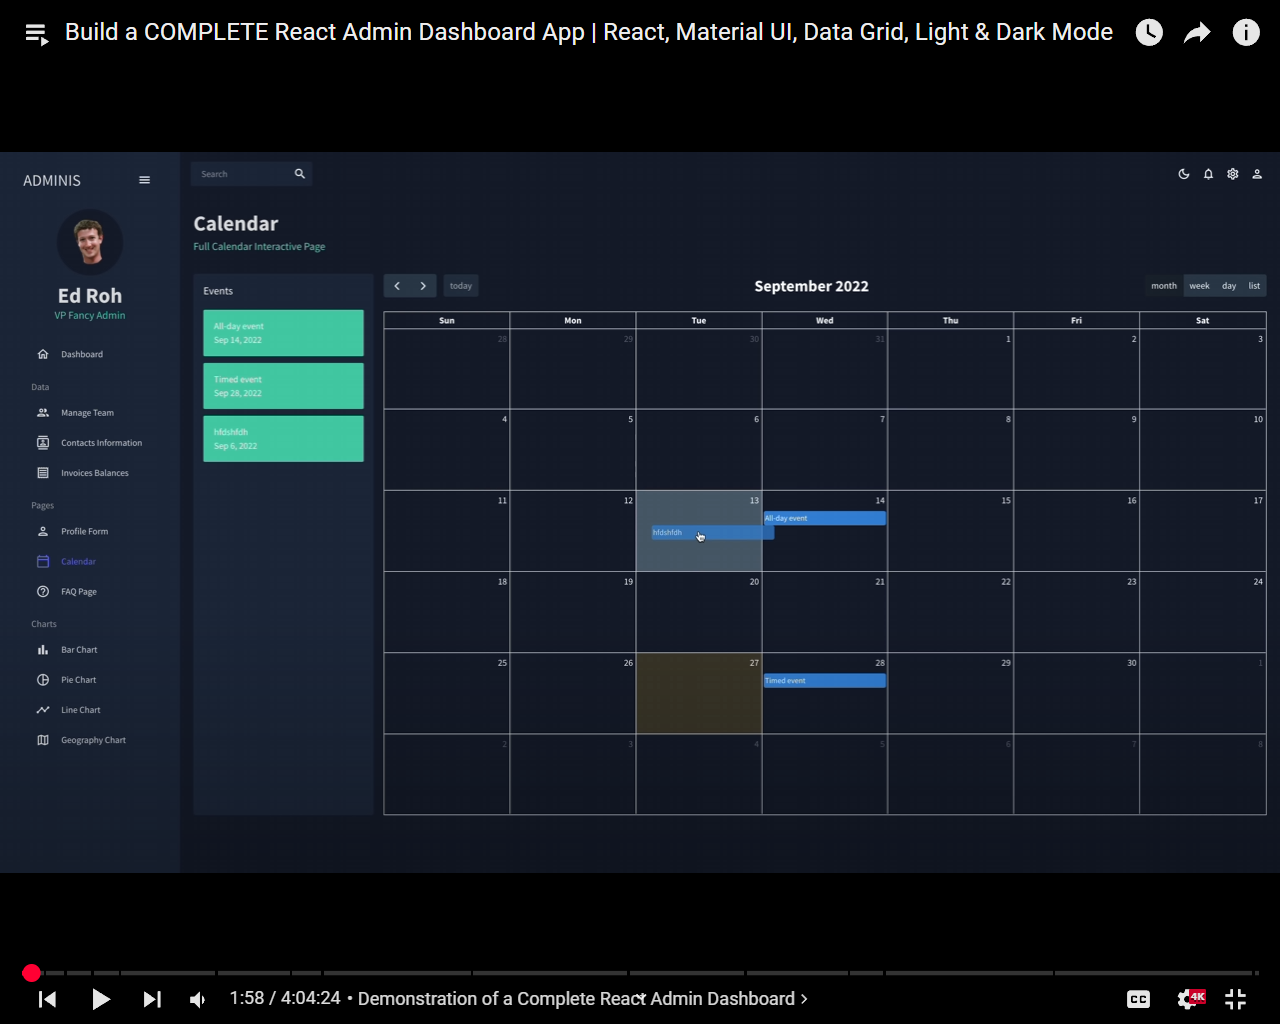 Build a COMPLETE React Admin Dashboard App | React, Material UI, Data Grid, Light & Dark Mode
ADMINIS
Search
Ed Roh
VP Fancy Admin
Dashboard
Data
Manage Team
Contacts Information
Invoices Balances
Pages
Profile Form
Calendar
FAQ Page
Charts
Bar Chart
Pie Chart
Line Chart
Geography Chart
Calendar
Full Calendar Interactive Page
Events
All-day event
Sep 14, 2022
Timed event
Sep 28, 2022
hfdshfdh
Sep 6, 2022
today
September 2022
month week day list
Sun Mon Tue Wed Thu Fri Sat
28 29 30 31 1 2 3
4 5 6 7 8 9 10
11 12 13 14 15 16 17
All-day event
hfdshfdh
18 19 20 21 22 23 24
25 26 27 28 29 30 1
Timed event
2 3 4 5 6 7 8
1:58 / 4:04:24 • Demonstration of a Complete React Admin Dashboard ›
CC
4K